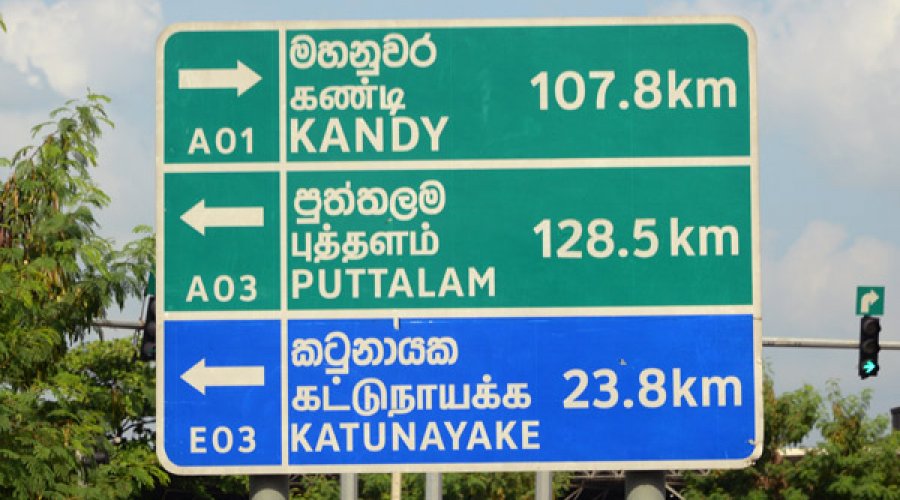 මහනුවර
கண்டி
KANDY
107.8km
A01
පුත්තලම
புத்தளம்
PUTTALAM
128.5 km
A03
කටුනායක
கட்டுநாயக்க
KATUNAYAKE
23.8km
E03